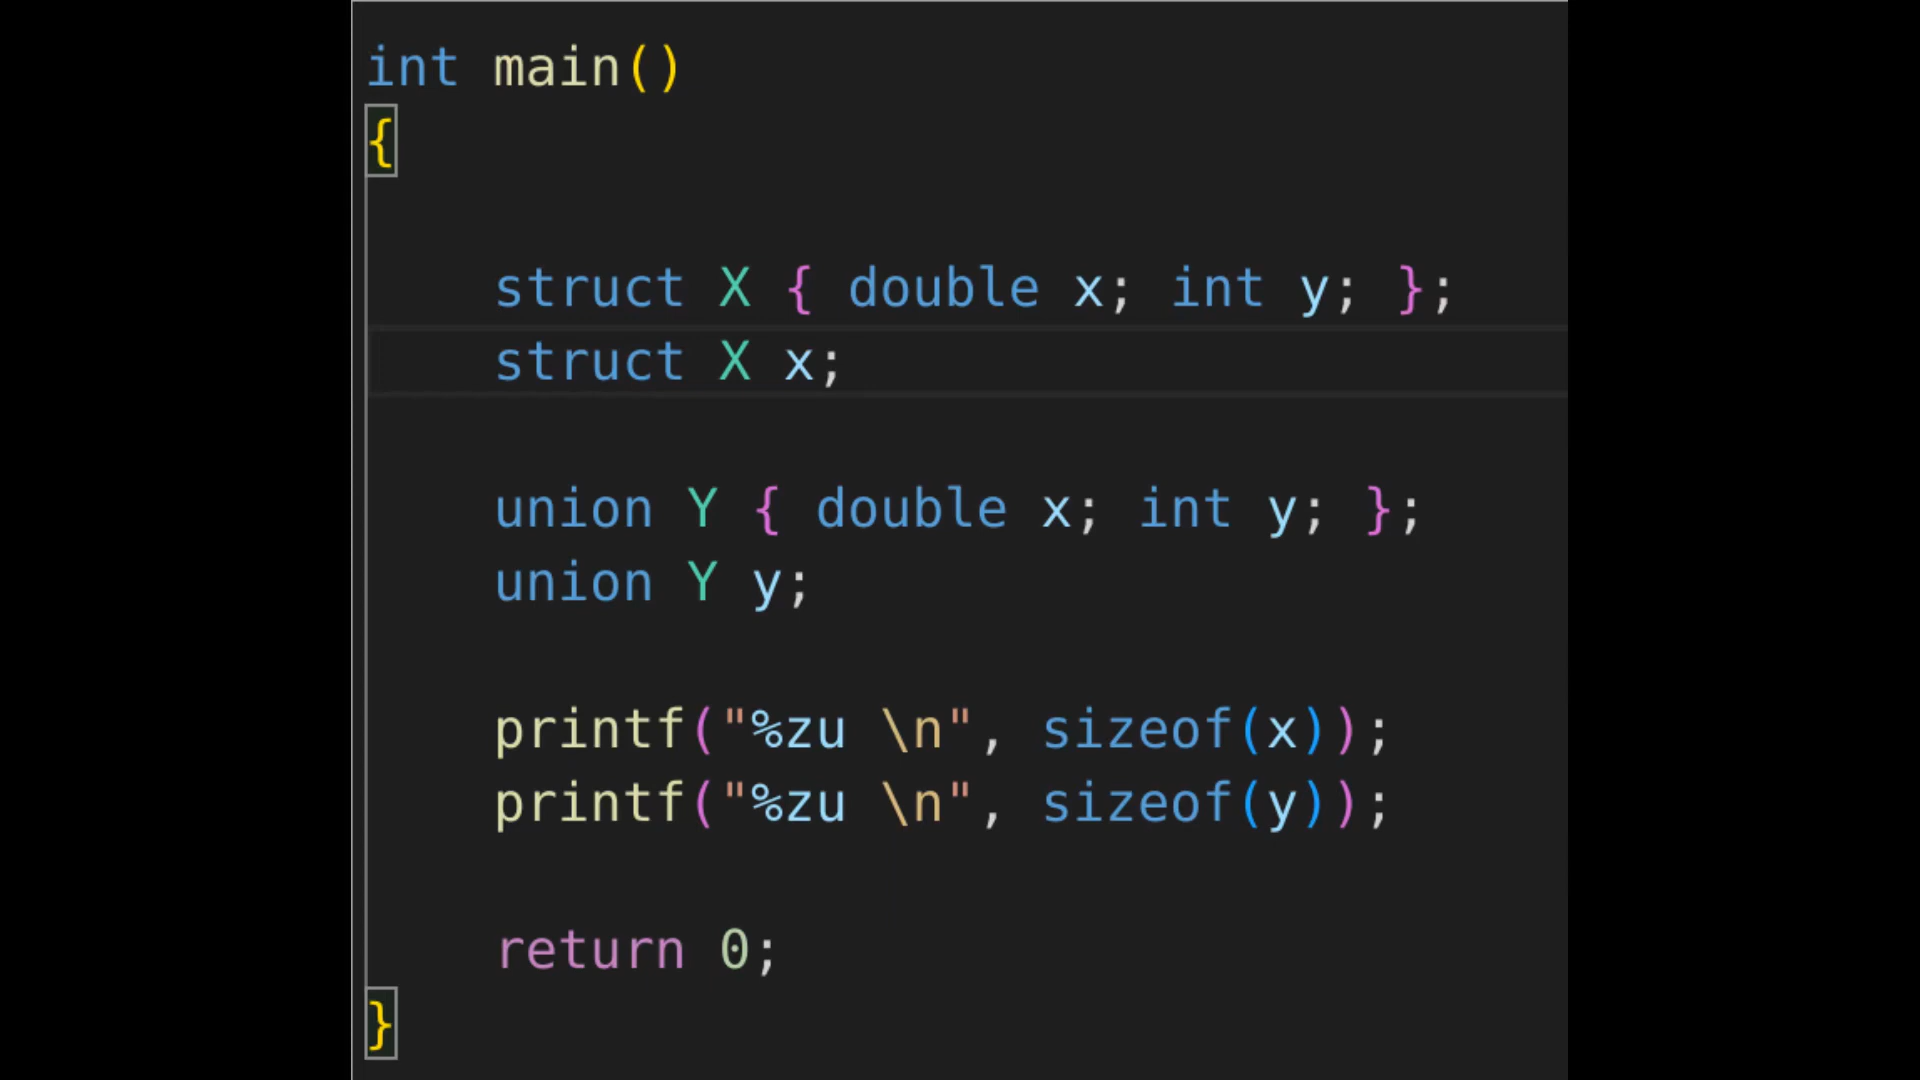 int main()
{
struct X { double x; int y; };
struct X x;
union Y { double x; int y; };
union Y y;
printf("%zu \n", sizeof(x));
printf("%zu \n", sizeof(y));
return 0;
}